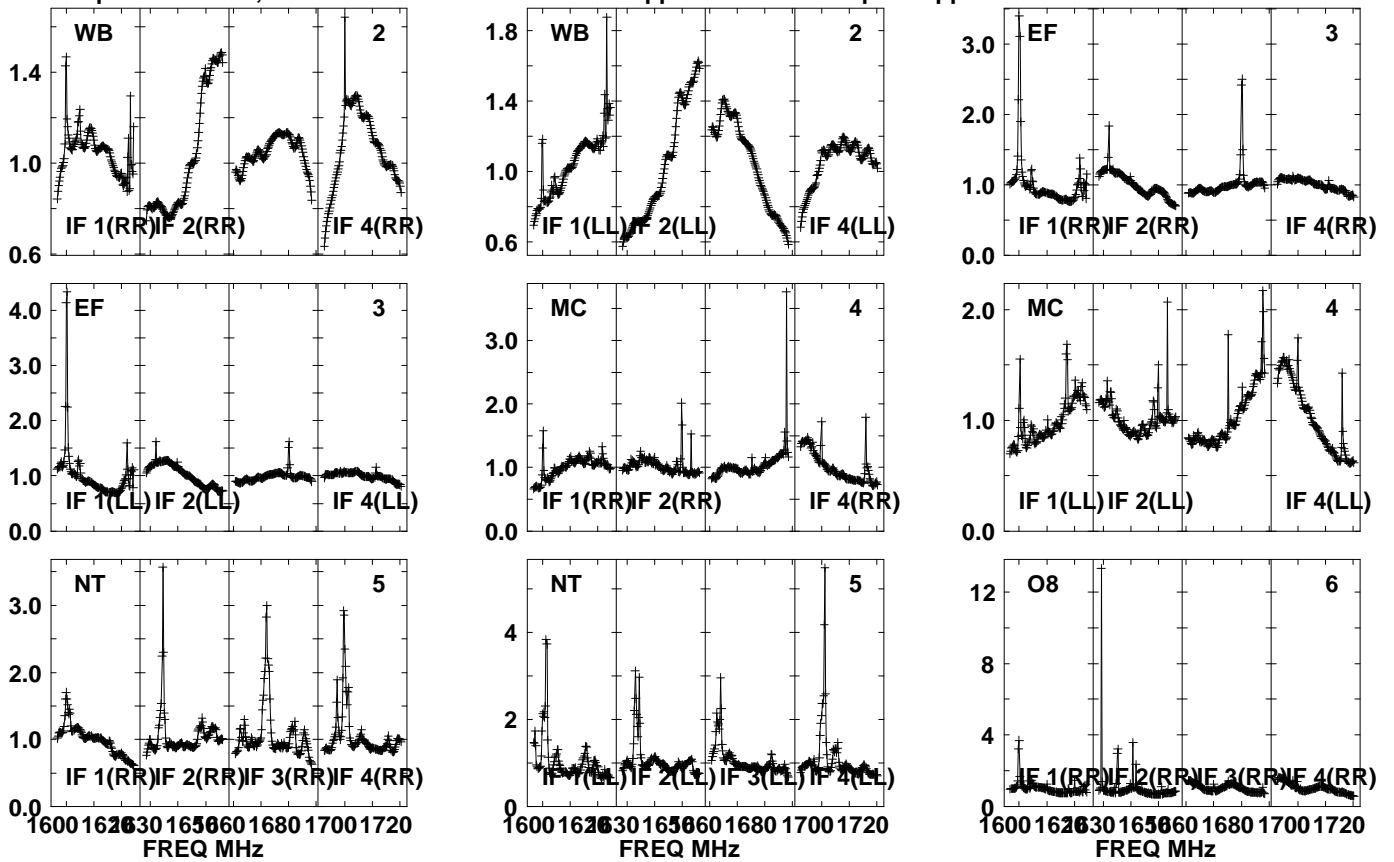 WB 2 WB 2 EF 3
1.4 1.8 3.0
1.4 2.0
1.0 1.0 1.0
0.6 IF 1(RR) IF 2(RR) IF 4(RR) 0.6 IF 1(LL) IF 2(LL) IF 4(LL) 0.0 IF 1(RR) IF 2(RR) IF 4(RR)
EF 3 MC 4 MC 4
4.0 3.0 2.0
3.0 2.0
2.0 1.0 1.0
1.0
0.0 IF 1(LL) IF 2(LL) IF 4(LL) 0.0 IF 1(RR) IF 2(RR) IF 4(RR) 0.0 IF 1(LL) IF 2(LL) IF 4(LL)
NT 5 NT 5 O8 6
3.0 4 12
2.0 8
1.0 2 4
IF 1(RR) IF 2(RR) IF 3(RR) IF 4(RR) IF 1(LL) IF 2(LL) IF 3(LL) IF 4(LL) IF 1(RR) IF 2(RR) IF 3(RR) IF 4(RR)
0.0 0 0
1600 1630 1650 1680 1700 1720 1600 1630 1650 1680 1700 1720 1600 1630 1650 1680 1700 1720
FREQ MHz FREQ MHz FREQ MHz